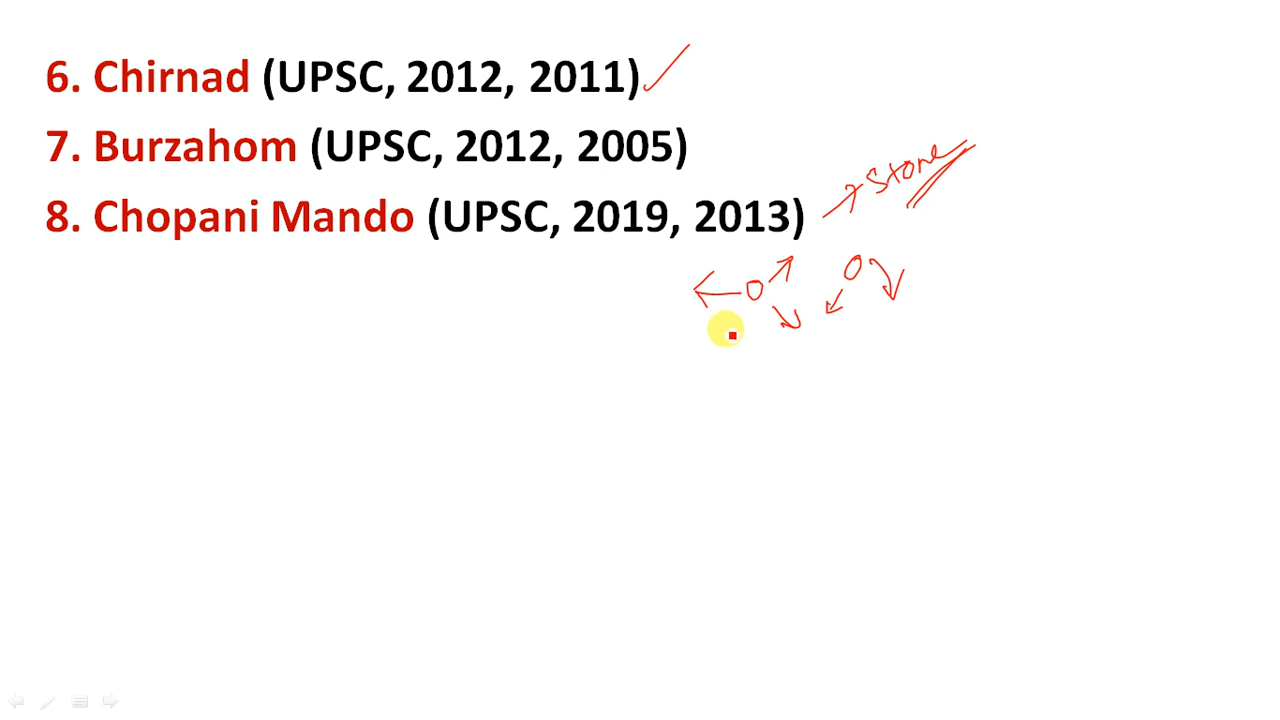 6. Chirnad (UPSC, 2012, 2011)
7. Burzahom (UPSC, 2012, 2005)
8. Chopani Mando (UPSC, 2019, 2013)
Stone